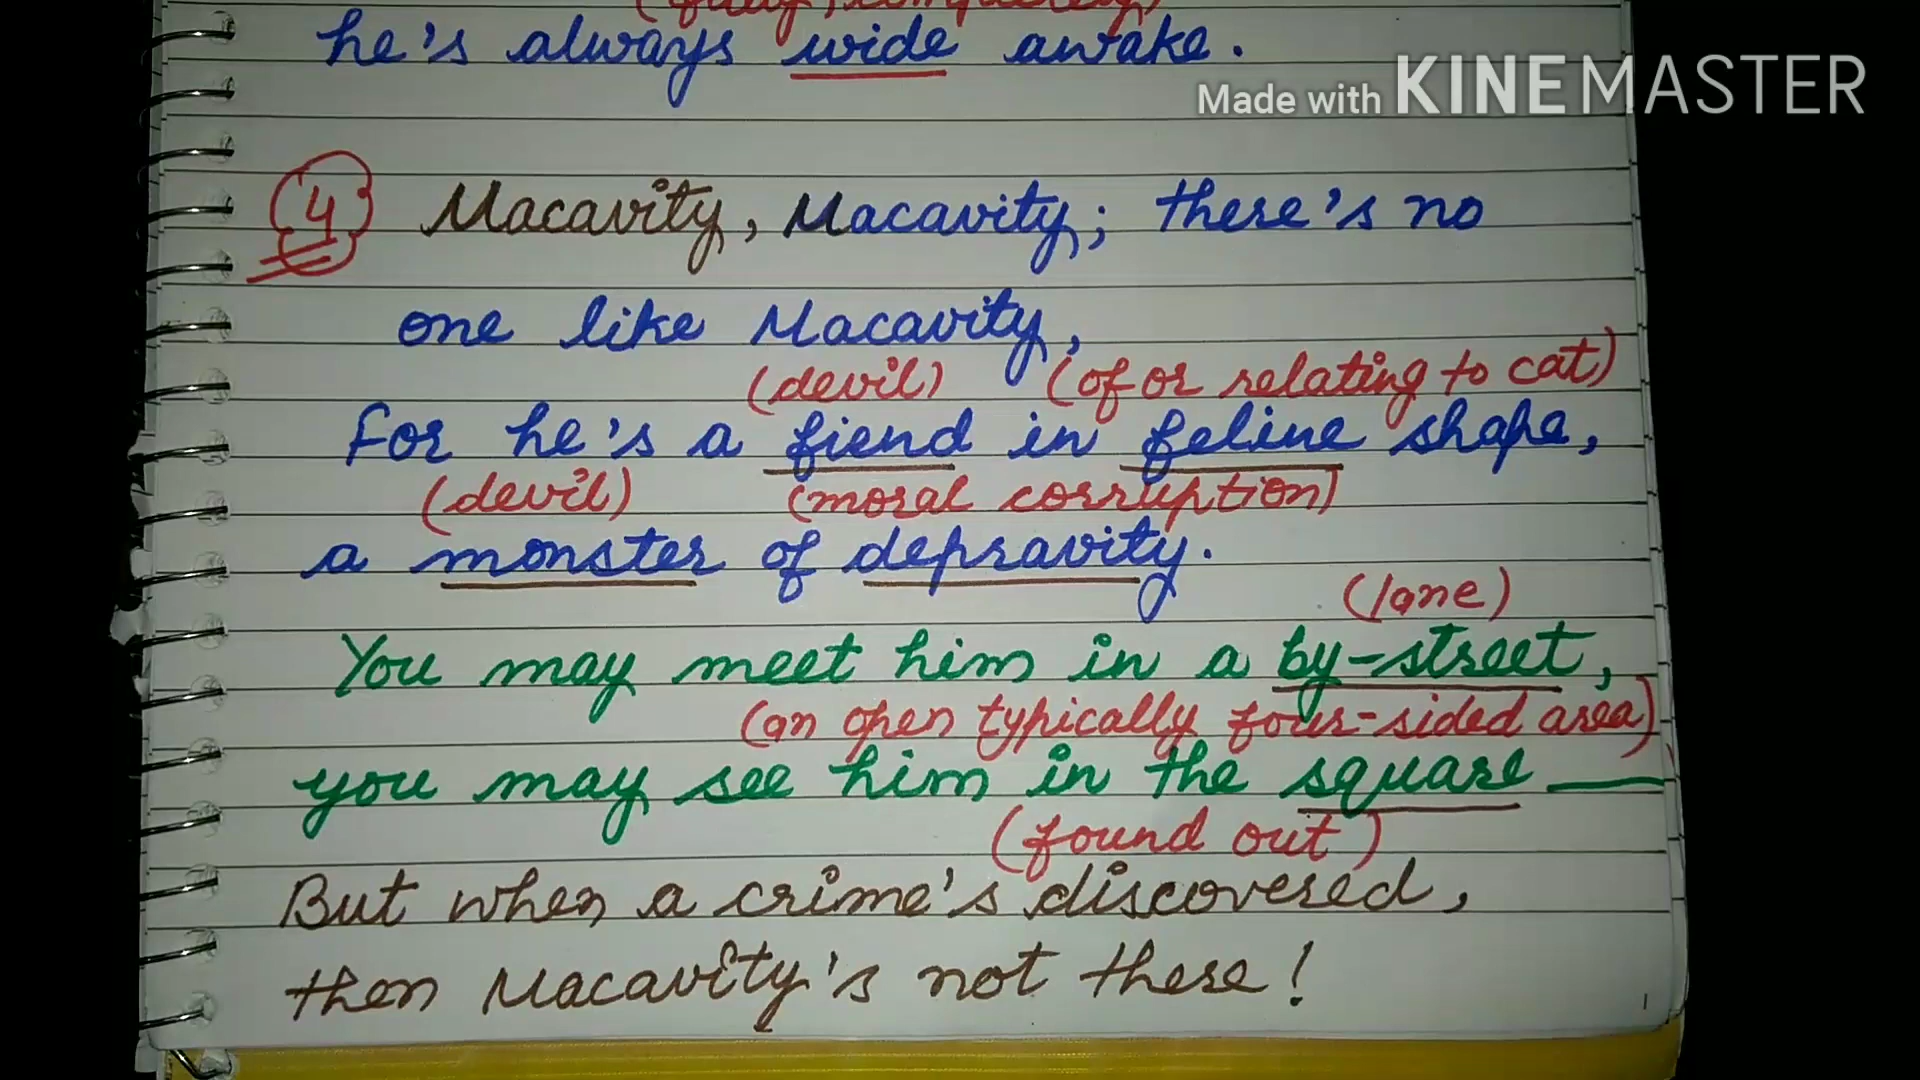 (fully, completely)
he's always wide awake.
Made with KINEMASTER
4 Macavity, Macavity; there's no
one like Macavity,
(devil) (of or relating to cat)
For he's a fiend in feline shape,
(devil) (moral corruption)
a monster of depravity.
(lane)
You may meet him in a by-street,
(an open typically four-sided area)
you may see him in the square —
(found out)
But when a crime's discovered,
then Macavity's not there!